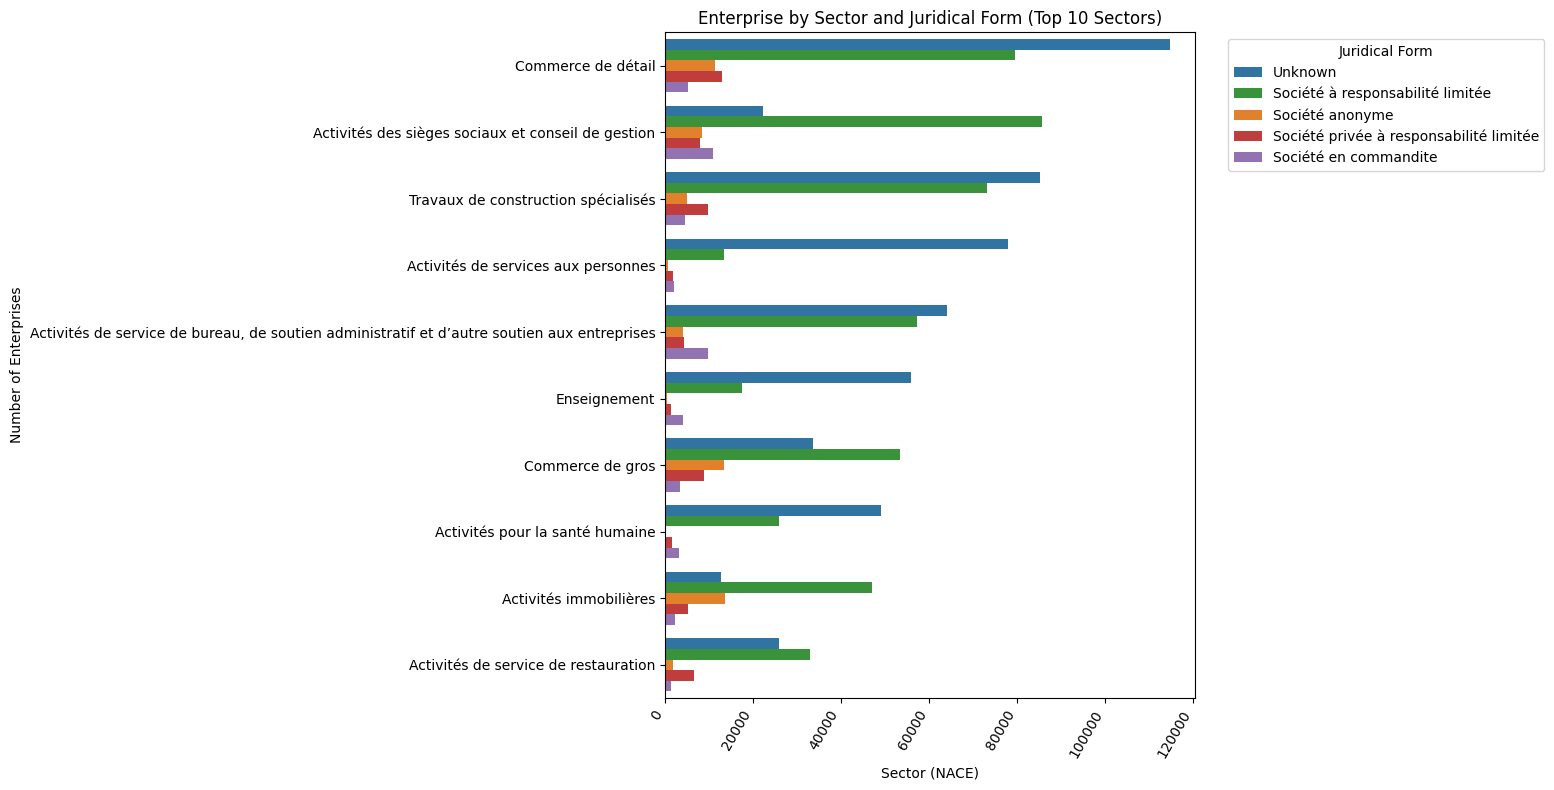 Enterprise by Sector and Juridical Form (Top 10 Sectors)
Juridical Form
Unknown
Société à responsabilité limitée
Société anonyme
Société privée à responsabilité limitée
Société en commandite
Number of Enterprises
Commerce de détail
Activités des sièges sociaux et conseil de gestion
Travaux de construction spécialisés
Activités de services aux personnes
Activités de service de bureau, de soutien administratif et d’autre soutien aux entreprises
Enseignement
Commerce de gros
Activités pour la santé humaine
Activités immobilières
Activités de service de restauration
0
20000
40000
60000
80000
100000
120000
Sector (NACE)